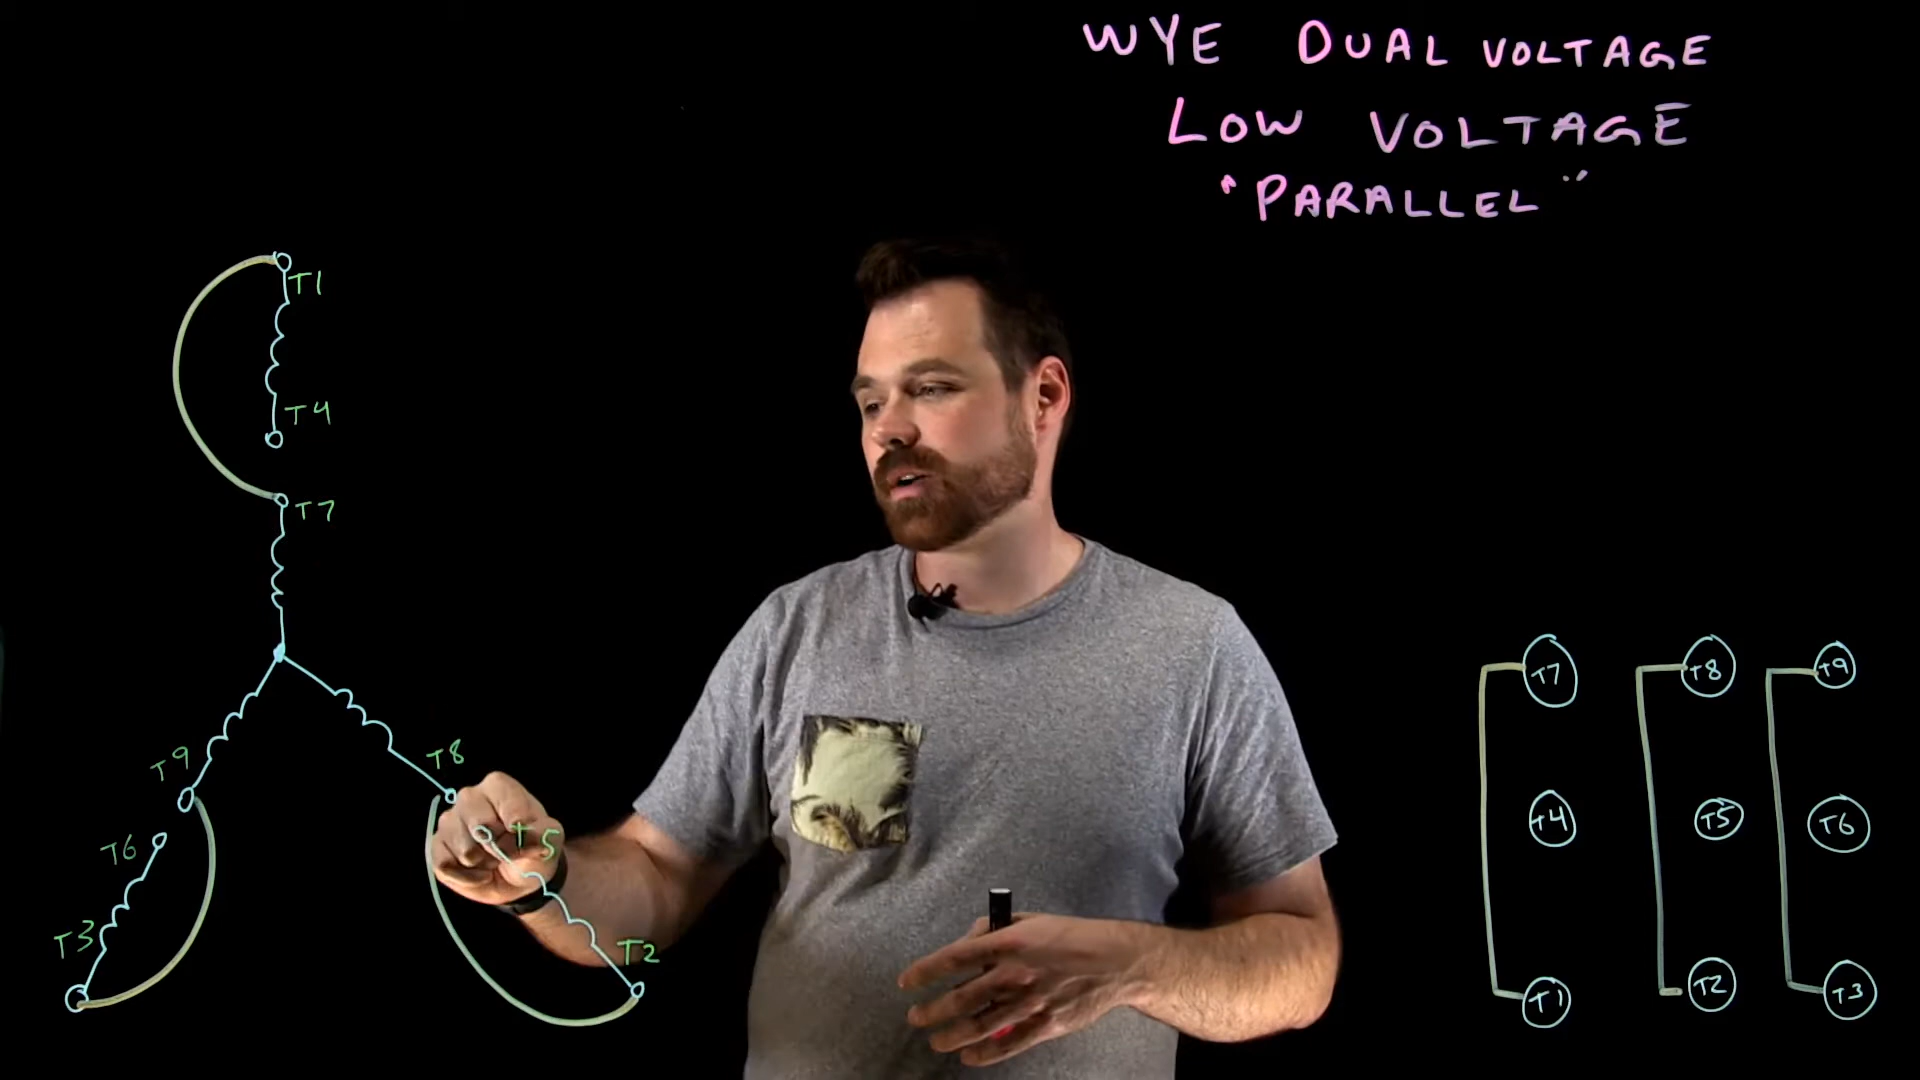 WYE DUAL VOLTAGE
LOW VOLTAGE
"PARALLEL"
T1
T4
T7
T9
T8
T6
T5
T3
T2
T7 T8 T9
T4 T5 T6
T1 T2 T3